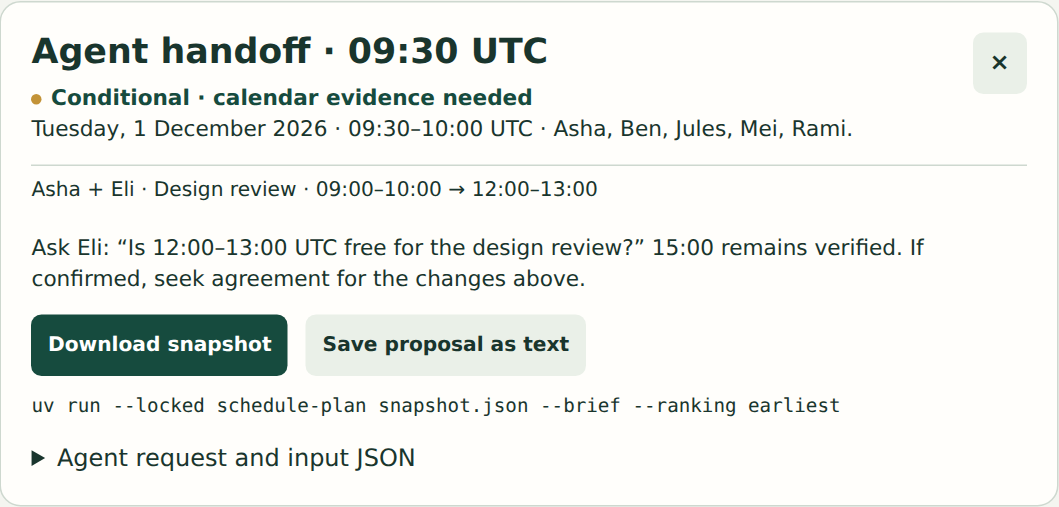 Agent handoff · 09:30 UTC
×
Conditional · calendar evidence needed
Tuesday, 1 December 2026 · 09:30–10:00 UTC · Asha, Ben, Jules, Mei, Rami.
Asha + Eli · Design review · 09:00–10:00 → 12:00–13:00
Ask Eli: “Is 12:00–13:00 UTC free for the design review?” 15:00 remains verified. If
confirmed, seek agreement for the changes above.
Download snapshot
Save proposal as text
uv run --locked schedule-plan snapshot.json --brief --ranking earliest
▶ Agent request and input JSON